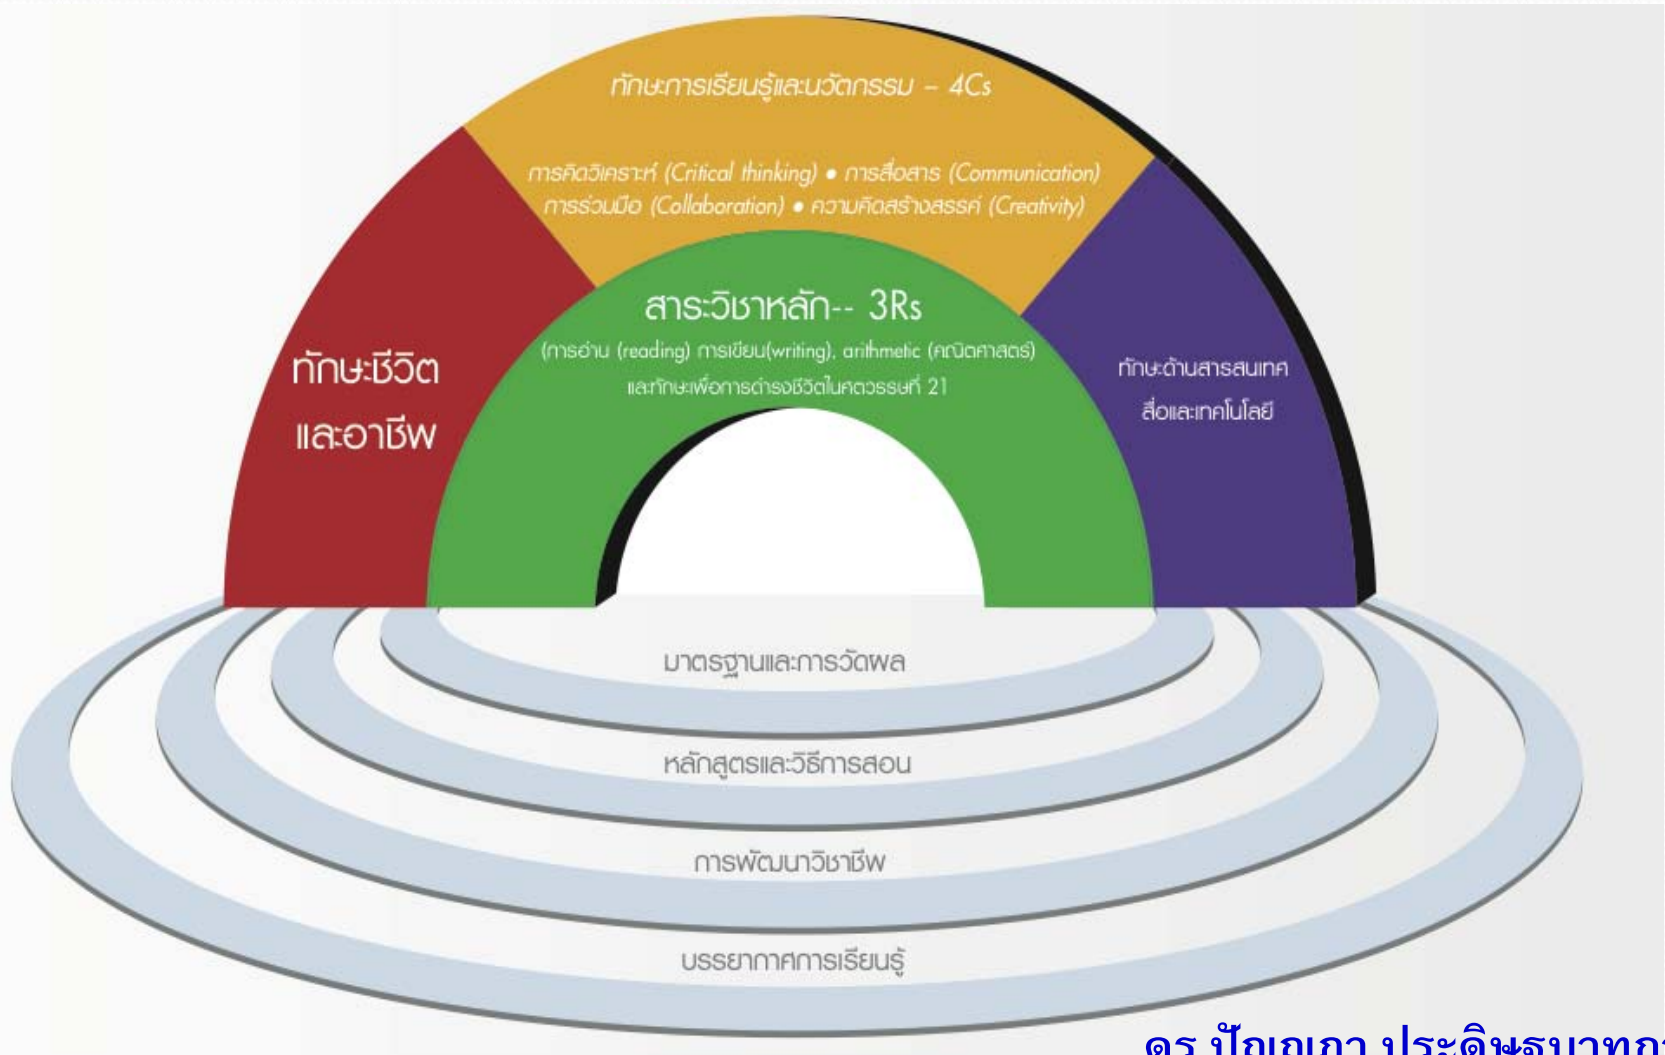 ทักษะการเรียนรู้และนวัตกรรม – 4Cs
การคิดวิเคราะห์ (Critical thinking) ● การสื่อสาร (Communication)
การร่วมมือ (Collaboration) ● ความคิดสร้างสรรค์ (Creativity)
สาระวิชาหลัก-- 3Rs
(การอ่าน (reading) การเขียน(writing), arithmetic (คณิตศาสตร์)
และทักษะเพื่อการดำรงชีวิตในศตวรรษที่ 21
ทักษะชีวิต
และอาชีพ
ทักษะด้านสารสนเทศ
สื่อและเทคโนโลยี
มาตรฐานและการวัดผล
หลักสูตรและวิธีการสอน
การพัฒนาวิชาชีพ
บรรยากาศการเรียนรู้